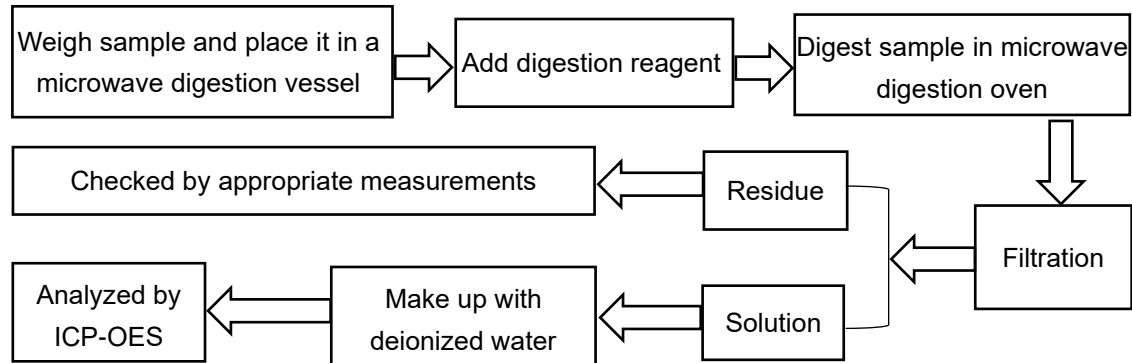 Weigh sample and place it in a
microwave digestion vessel
Add digestion reagent
Digest sample in microwave
digestion oven
Checked by appropriate measurements
Residue
Filtration
Analyzed by
ICP-OES
Make up with
deionized water
Solution